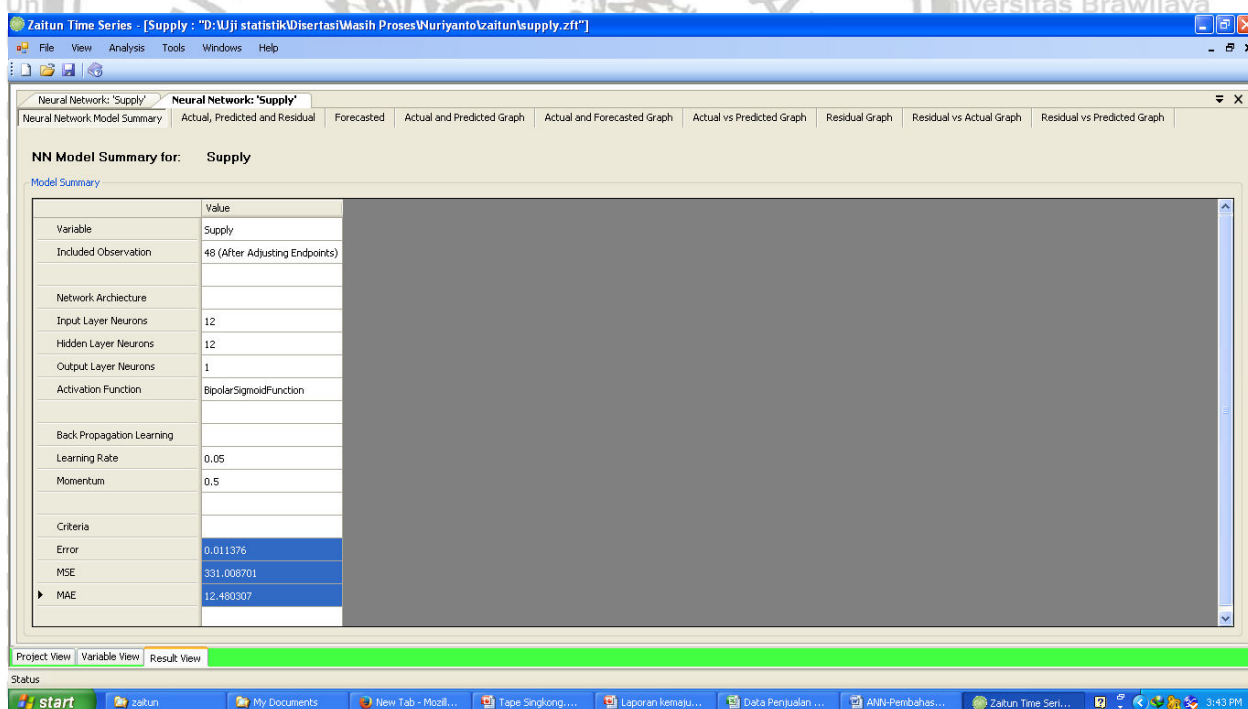 Universitas Brawijaya
Zaitun Time Series - [Supply : "D:\Uji statistik\Disertasi\Masih Proses\Nuriyanto\zaitun\supply.zft"]
File View Analysis Tools Windows Help
Neural Network: 'Supply' Neural Network: 'Supply'
Neural Network Model Summary Actual, Predicted and Residual Forecasted Actual and Predicted Graph Actual and Forecasted Graph Actual vs Predicted Graph Residual Graph Residual vs Actual Graph Residual vs Predicted Graph
NN Model Summary for: Supply
Model Summary
Value
Variable Supply
Included Observation 48 (After Adjusting Endpoints)
Network Archiecture
Input Layer Neurons 12
Hidden Layer Neurons 12
Output Layer Neurons 1
Activation Function BipolarSigmoidFunction
Back Propagation Learning
Learning Rate 0.05
Momentum 0.5
Criteria
Error 0.011376
MSE 331.008701
MAE 12.480307
Project View Variable View Result View
Status
start zaitun My Documents New Tab - Mozill... Tape Singkong.... Laporan kemaju... Data Penjualan ... ANN-Pembahas... Zaitun Time Seri... 3:43 PM